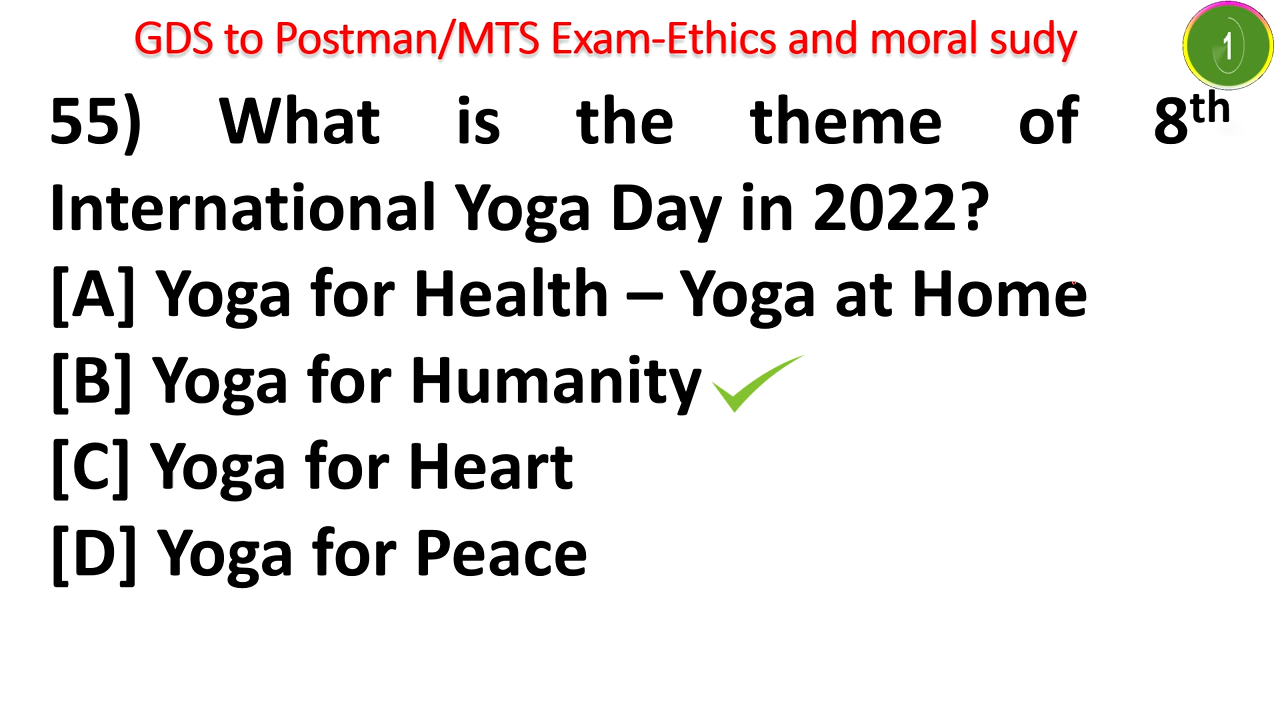 GDS to Postman/MTS Exam-Ethics and moral sudy
1
55) What is the theme of 8th
International Yoga Day in 2022?
[A] Yoga for Health – Yoga at Home
[B] Yoga for Humanity
[C] Yoga for Heart
[D] Yoga for Peace